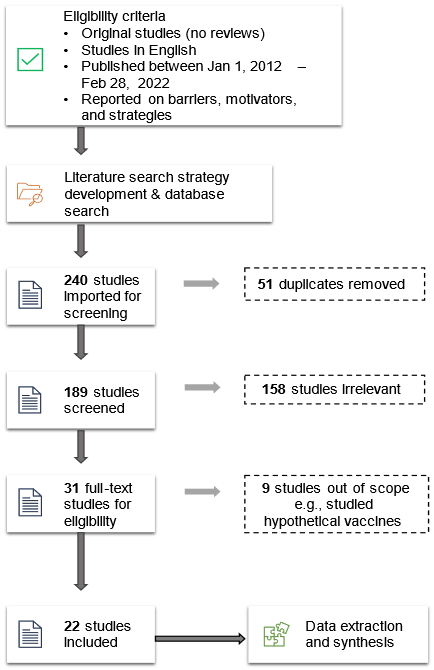 Eligibility criteria
• Original studies (no reviews)
• Studies in English
• Published between Jan 1, 2012 –
Feb 28, 2022
• Reported on barriers, motivators,
and strategies
Literature search strategy
development & database
search
240 studies
imported for
screening
51 duplicates removed
189 studies
screened
158 studies irrelevant
31 full-text
studies for
eligibility
9 studies out of scope
e.g., studied
hypothetical vaccines
22 studies
included
Data extraction
and synthesis